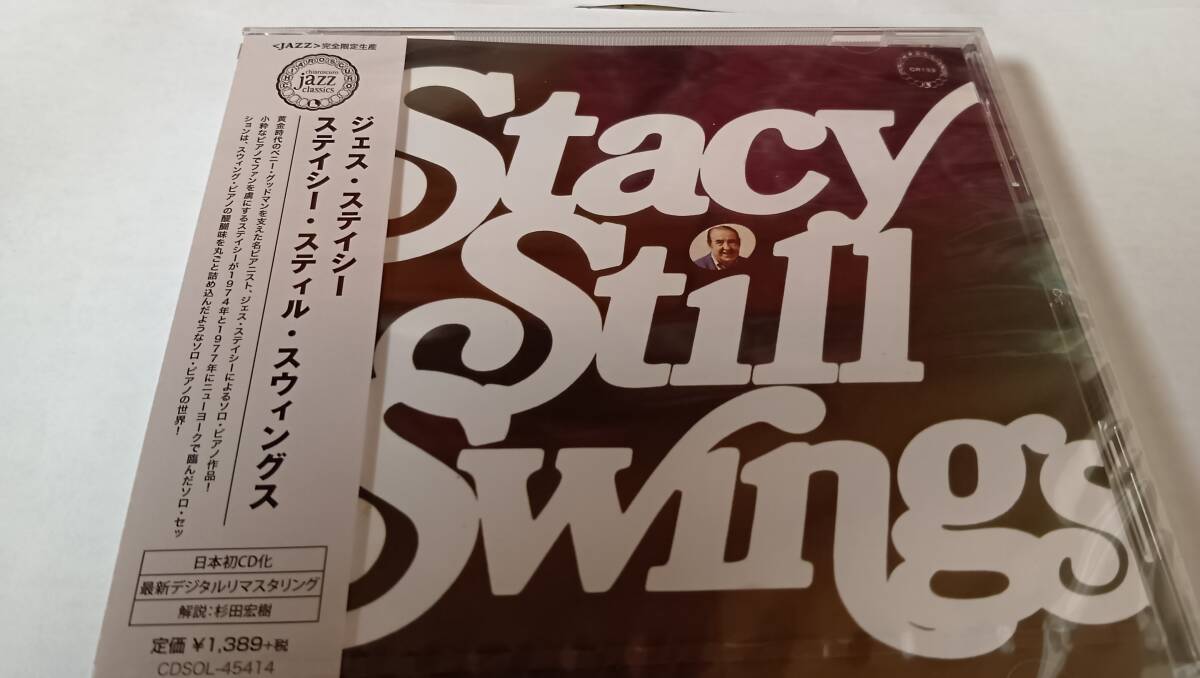 <JAZZ>完全限定生産
CHIAROSCURO
chiaroscuro
jazz
classics
ジェス・ステイシー
ステイシー・スティル・スウィングス
黄金時代のベニー・グッドマンを支えた名ピアニスト、ジェス・ステイシーによるソロ・ピアノ作品!
小粋なピアノでファンを虜にするステイシーが1974年と1977年にニューヨークで臨んだソロ・セッ
ションは、スウィング・ピアノの醍醐味を丸ごと詰め込んだようなソロ・ピアノの世界!
日本初CD化
最新デジタルリマスタリング
解説:杉田宏樹
定価 ¥1,389+税
CDSOL-45414
Stacy
Still
Swings
CR133